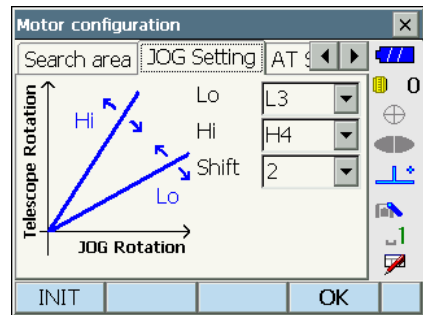 Motor configuration
Search area JOG Setting AT
Telescope Rotation
Hi
Lo
JOG Rotation
Lo L3
Hi H4
Shift 2
0
1
INIT OK